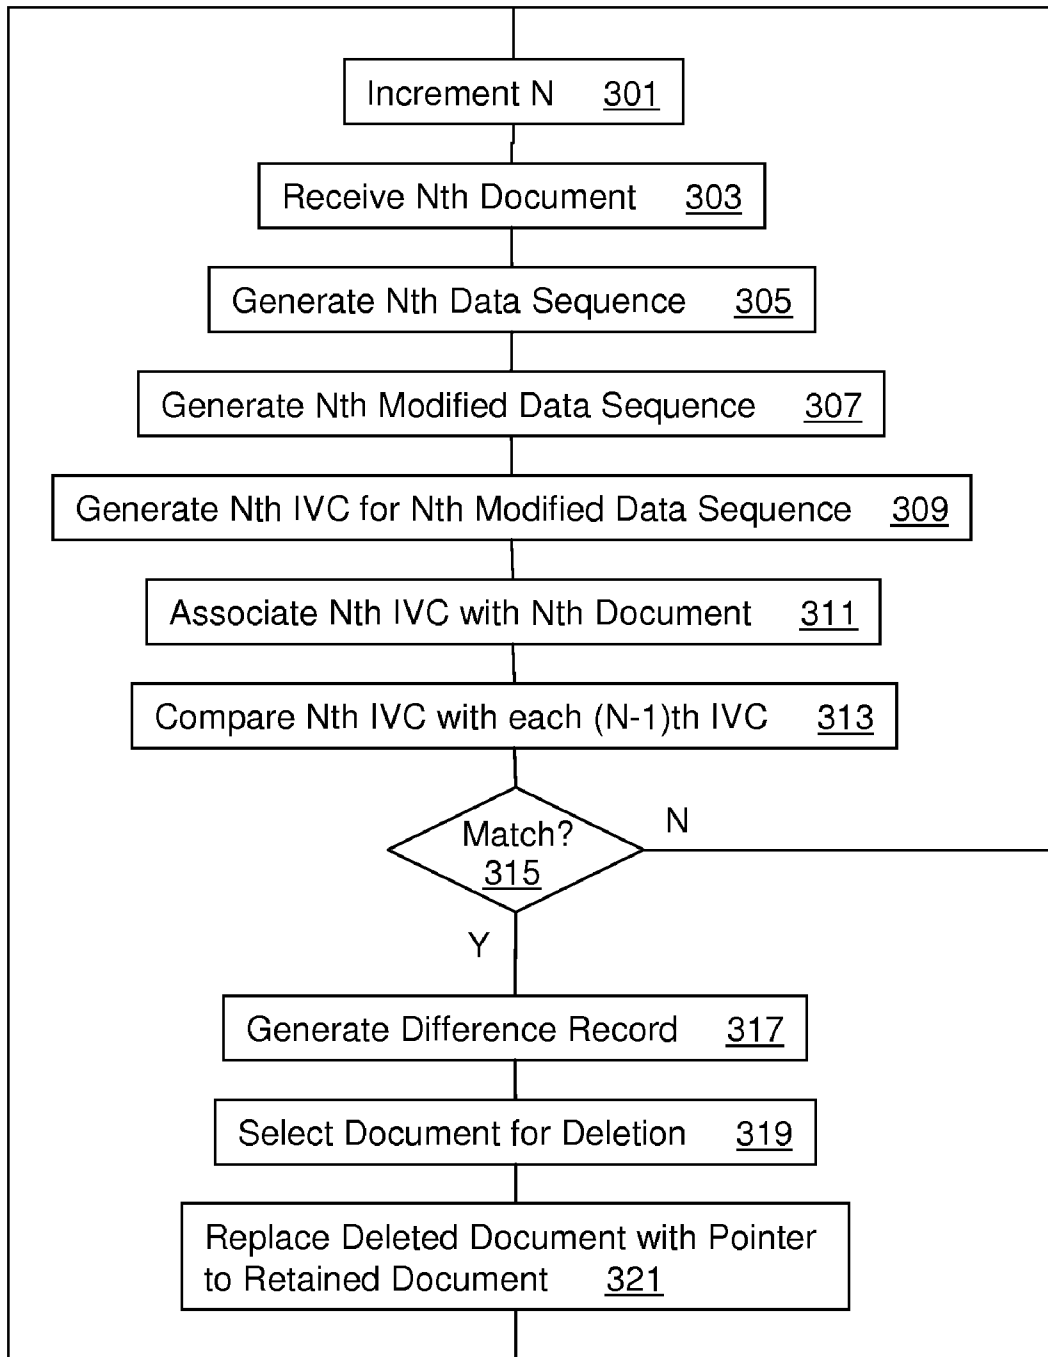 Increment N 301
Receive Nth Document 303
Generate Nth Data Sequence 305
Generate Nth Modified Data Sequence 307
Generate Nth IVC for Nth Modified Data Sequence 309
Associate Nth IVC with Nth Document 311
Compare Nth IVC with each (N-1)th IVC 313
Match?
315
N
Y
Generate Difference Record 317
Select Document for Deletion 319
Replace Deleted Document with Pointer
to Retained Document 321